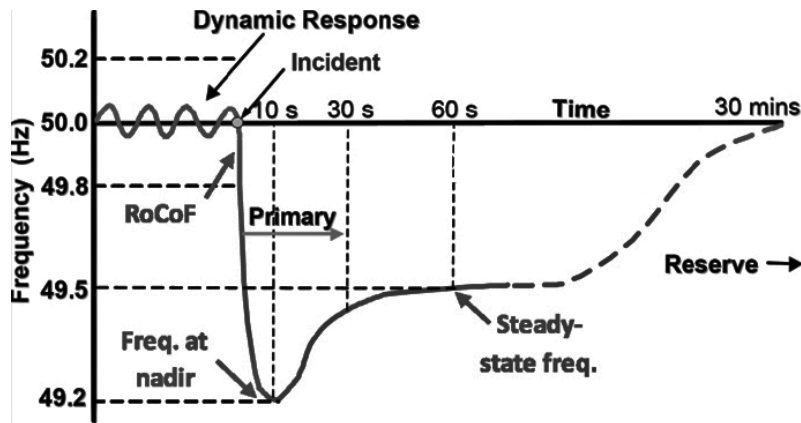 Dynamic Response
50.2
Incident
10 s 30 s 60 s Time 30 mins
50.0
Frequency (Hz)
49.8
RoCoF
Primary
Reserve
49.5
Steady-
state freq.
Freq. at
nadir
49.2